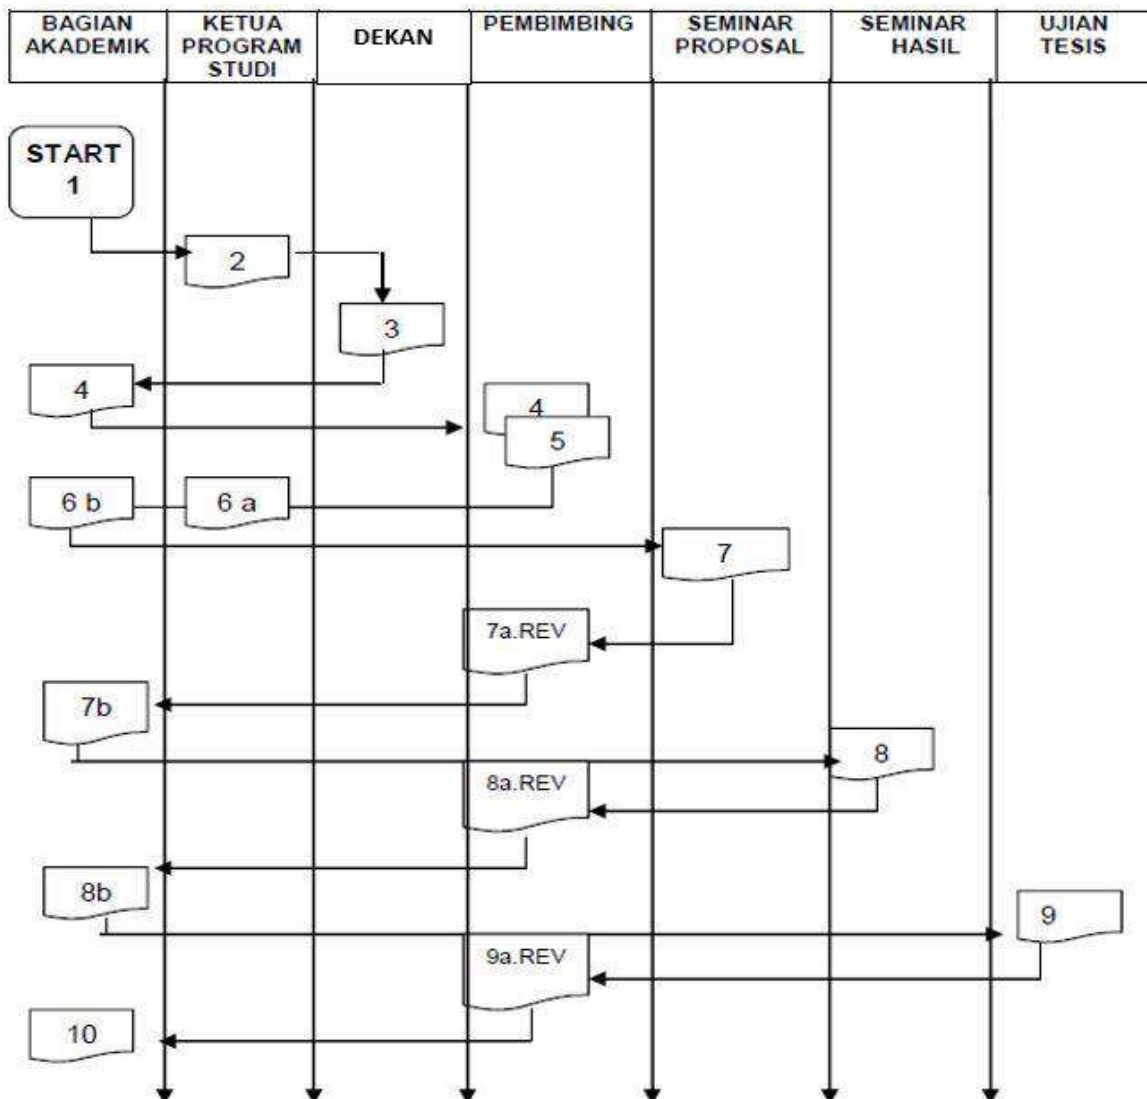 BAGIAN
AKADEMIK
KETUA
PROGRAM
STUDI
DEKAN
PEMBIMBING
SEMINAR
PROPOSAL
SEMINAR
HASIL
UJIAN
TESIS
START
1
2
3
4
4
5
6 b
6 a
7
7a.REV
7b
8
8a.REV
8b
9
9a.REV
10